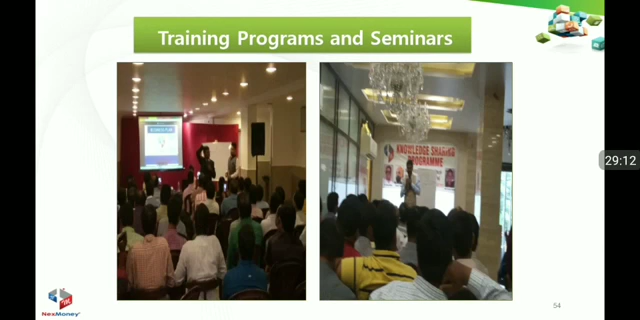 Training Programs and Seminars
KNOWLEDGE SHARING
PROGRAMME
29:12
NexMoney
54